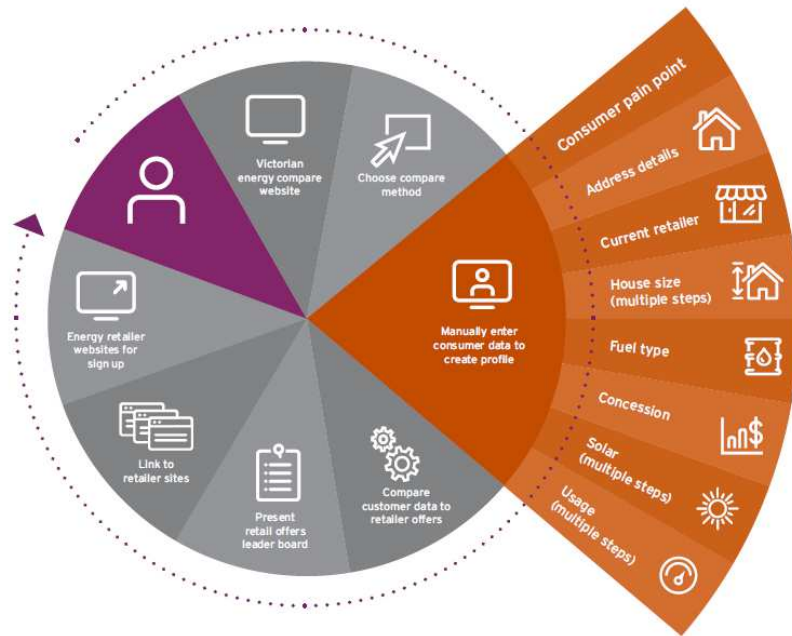 Victorian
energy compare
website
Choose compare
method
Manually enter
consumer data to
create profile
Consumer pain point
Address details
Current retailer
House size
(multiple steps)
Fuel type
Concession
Solar
(multiple steps)
Usage
(multiple steps)
Compare
customer data to
retailer offers
Present
retail offers
leader board
Link to
retailer sites
Energy retailer
websites for
sign up
$